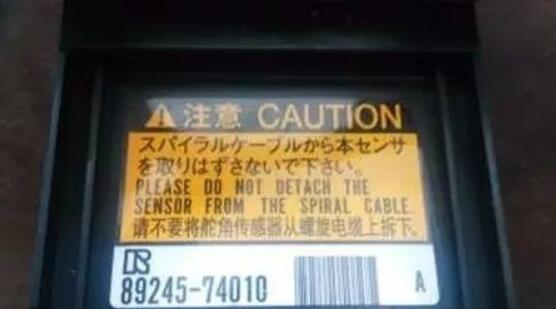 注意 CAUTION
スパイラルケーブルから本センサ
を取りはずさないで下さい。
PLEASE DO NOT DETACH THE
SENSOR FROM THE SPIRAL CABLE.
请不要将舵角传感器从螺旋电缆上拆下。
89245-74010 A